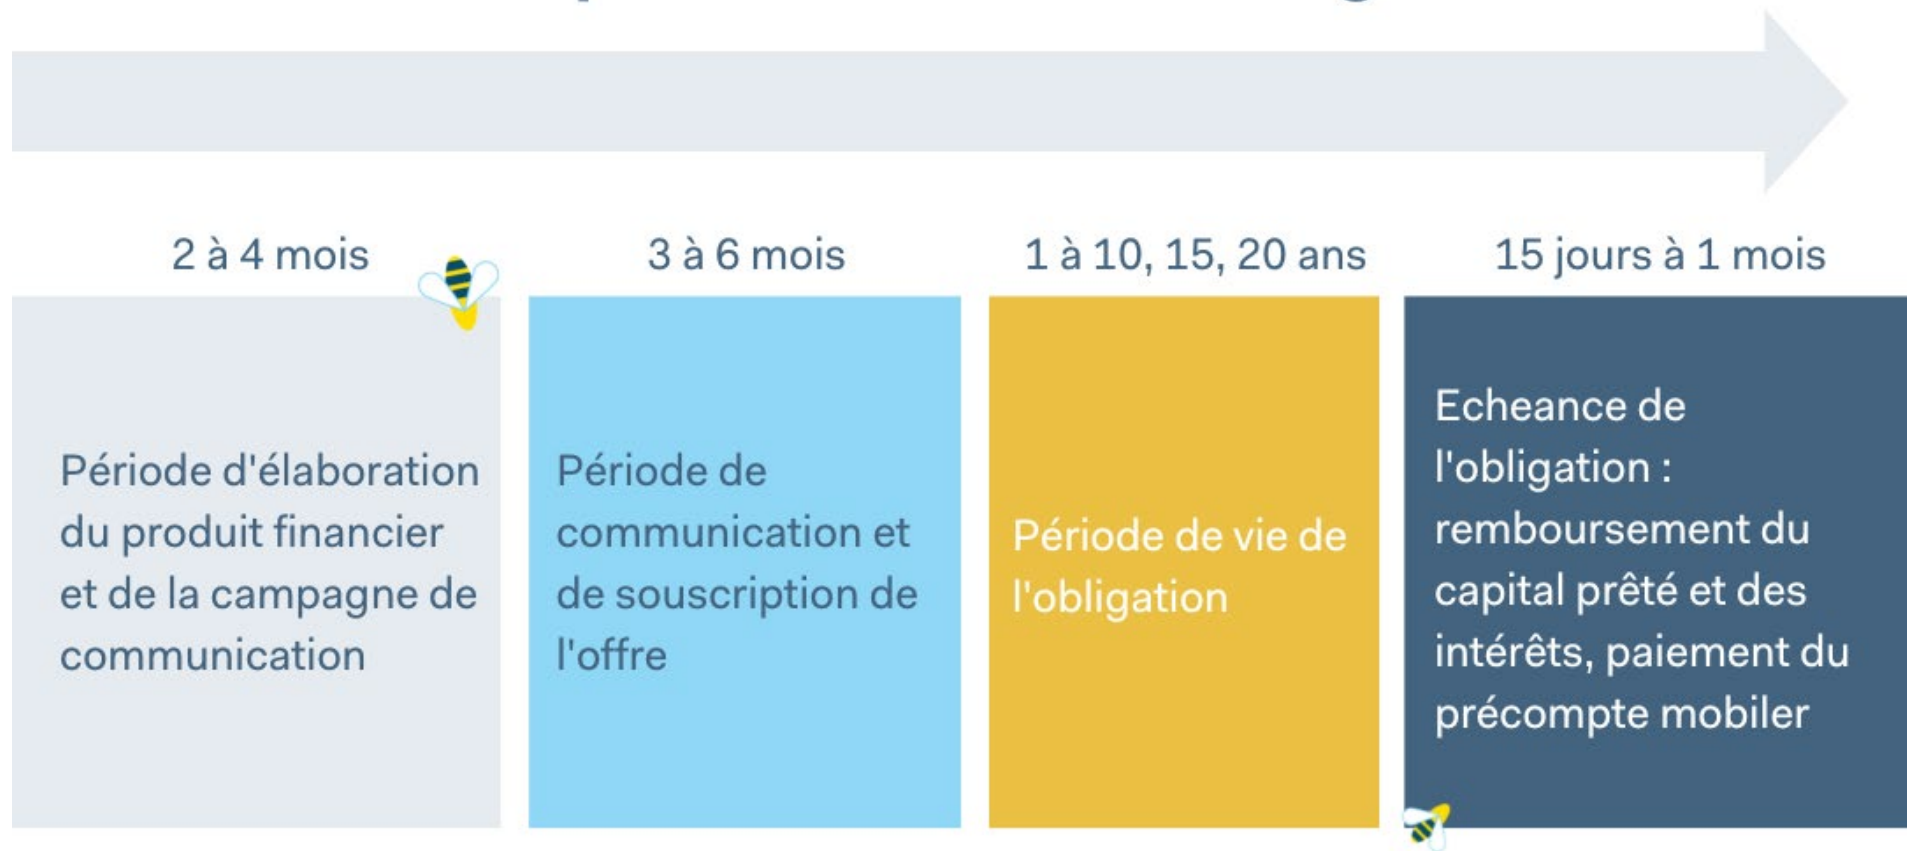 2 à 4 mois
3 à 6 mois
1 à 10, 15, 20 ans
15 jours à 1 mois
Période d'élaboration
du produit financier
et de la campagne de
communication
Période de
communication et
de souscription de
l'offre
Période de vie de
l'obligation
Echeance de
l'obligation :
remboursement du
capital prêté et des
intérêts, paiement du
précompte mobiler